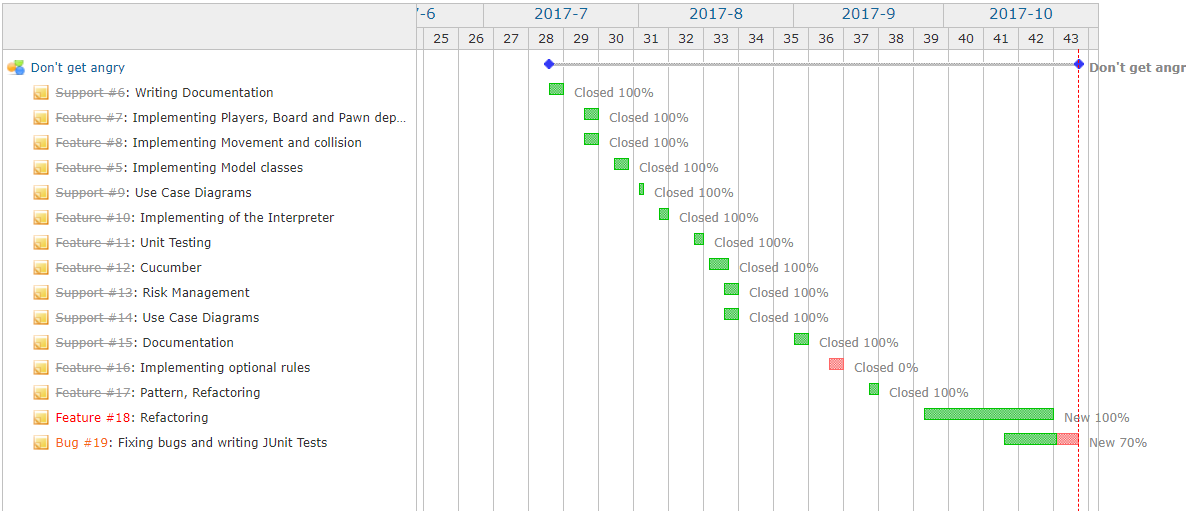 7-6 2017-7 2017-8 2017-9 2017-10
25 26 27 28 29 30 31 32 33 34 35 36 37 38 39 40 41 42 43
Don't get angry Don't get angr
Support #6: Writing Documentation Closed 100%
Feature #7: Implementing Players, Board and Pawn dep... Closed 100%
Feature #8: Implementing Movement and collision Closed 100%
Feature #5: Implementing Model classes Closed 100%
Support #9: Use Case Diagrams Closed 100%
Feature #10: Implementing of the Interpreter Closed 100%
Feature #11: Unit Testing Closed 100%
Feature #12: Cucumber Closed 100%
Support #13: Risk Management Closed 100%
Support #14: Use Case Diagrams Closed 100%
Support #15: Documentation Closed 100%
Feature #16: Implementing optional rules Closed 0%
Feature #17: Pattern, Refactoring Closed 100%
Feature #18: Refactoring New 100%
Bug #19: Fixing bugs and writing JUnit Tests New 70%